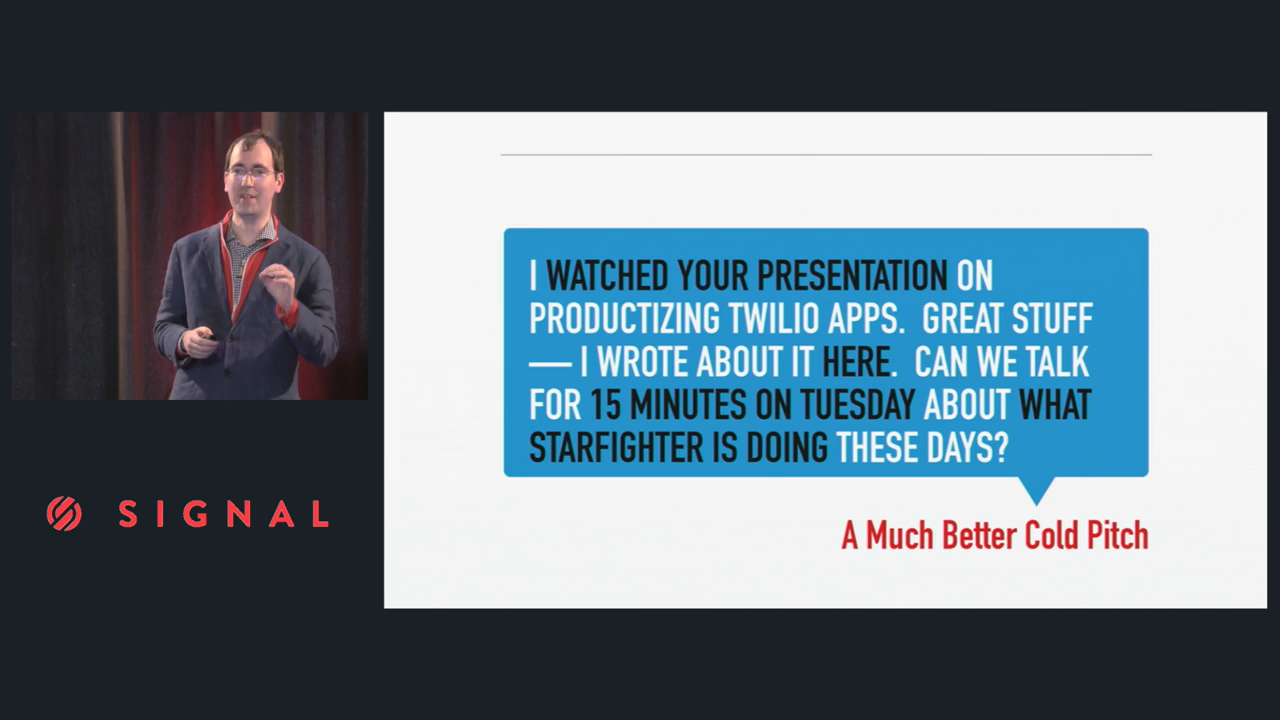 I WATCHED YOUR PRESENTATION ON
PRODUCTIZING TWILIO APPS. GREAT STUFF
— I WROTE ABOUT IT HERE. CAN WE TALK
FOR 15 MINUTES ON TUESDAY ABOUT WHAT
STARFIGHTER IS DOING THESE DAYS?
A Much Better Cold Pitch
SIGNAL